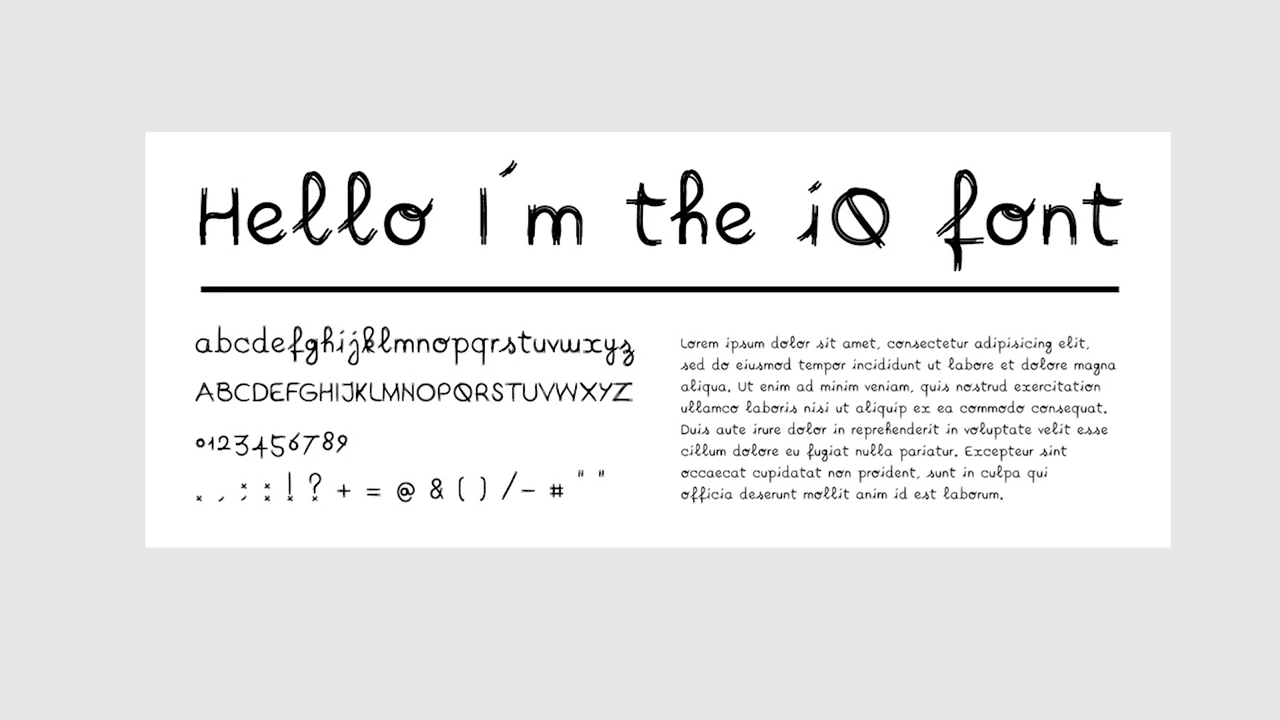 Hello I´m the iQ font
abcdefghijklmnopqrstuvwxyz
ABCDEFGHIJKLMNOPQRSTUVWXYZ
0123456789
. , ; : ! ? + = @ & ( ) / - # " "
Lorem ipsum dolor sit amet, consectetur adipisicing elit,
sed do eiusmod tempor incididunt ut labore et dolore magna
aliqua. Ut enim ad minim veniam, quis nostrud exercitation
ullamco laboris nisi ut aliquip ex ea commodo consequat.
Duis aute irure dolor in reprehenderit in voluptate velit esse
cillum dolore eu fugiat nulla pariatur. Excepteur sint
occaecat cupidatat non proident, sunt in culpa qui
officia deserunt mollit anim id est laborum.